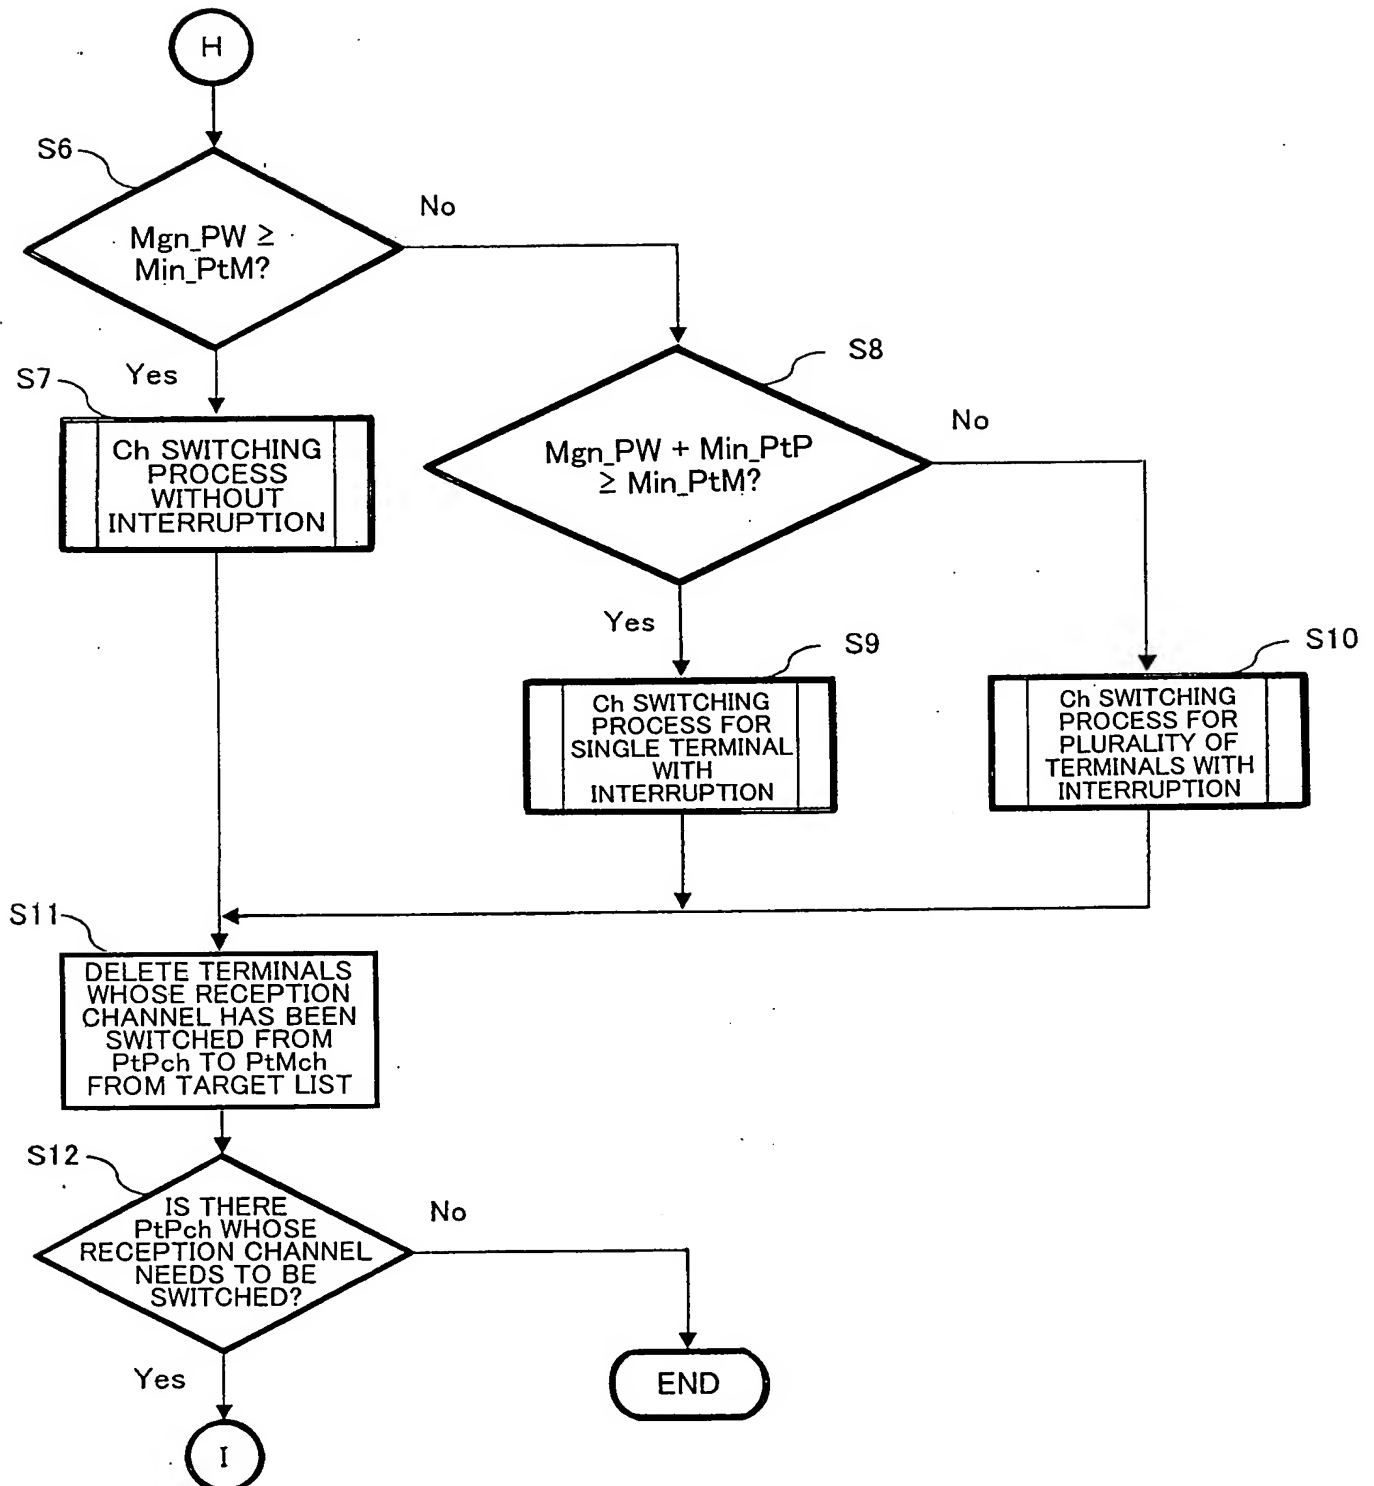 H
S6
No
Mgn_PW ≥
Min_PtM?
Yes
S7
S8
Ch SWITCHING
PROCESS
WITHOUT
INTERRUPTION
No
Mgn_PW + Min_PtP
≥ Min_PtM?
Yes
S9
S10
Ch SWITCHING
PROCESS FOR
SINGLE TERMINAL
WITH
INTERRUPTION
Ch SWITCHING
PROCESS FOR
PLURALITY OF
TERMINALS WITH
INTERRUPTION
S11
DELETE TERMINALS
WHOSE RECEPTION
CHANNEL HAS BEEN
SWITCHED FROM
PtPch TO PtMch
FROM TARGET LIST
S12
No
IS THERE
PtPch WHOSE
RECEPTION CHANNEL
NEEDS TO BE
SWITCHED?
Yes
END
I